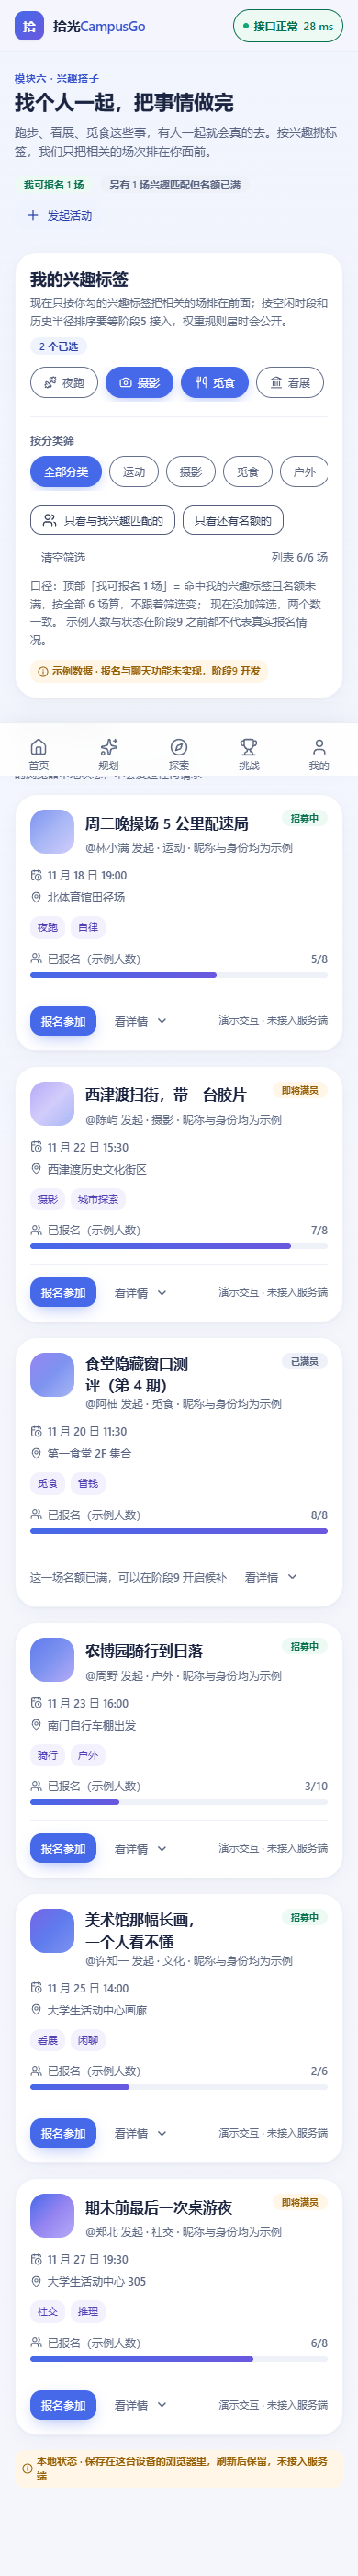 拾 拾光CampusGo 接口正常 28 ms
模块六 · 兴趣搭子
找个人一起，把事情做完
跑步、看展、觅食这些事，有人一起就会真的去。按兴趣挑标
签，我们只把相关的场次排在你面前。
我可报名 1 场 另有 1 场兴趣匹配但名额已满
发起活动
我的兴趣标签
现在只按你勾的兴趣标签把相关的场排在前面；按空闲时段和
历史半径排序要等阶段5 接入，权重规则届时会公开。
2 个已选
夜跑 摄影 觅食 看展
按分类筛
全部分类 运动 摄影 觅食 户外
只看与我兴趣匹配的 只看还有名额的
清空筛选 列表 6/6 场
口径：顶部「我可报名 1 场」= 命中我的兴趣标签且名额未
满，按全部 6 场算，不跟着筛选变； 现在没加筛选，两个数
一致。 示例人数与状态在阶段9 之前都不代表真实报名情
况。
示例数据 · 报名与聊天功能未实现，阶段9 开发
首页 规划 探索 挑战 我的
周二晚操场 5 公里配速局 招募中
@林小满 发起 · 运动 · 昵称与身份均为示例
11 月 18 日 19:00
北体育馆田径场
夜跑 自律
已报名（示例人数） 5/8
报名参加 看详情 演示交互 · 未接入服务端
西津渡扫街，带一台胶片 即将满员
@陈屿 发起 · 摄影 · 昵称与身份均为示例
11 月 22 日 15:30
西津渡历史文化街区
摄影 城市探索
已报名（示例人数） 7/8
报名参加 看详情 演示交互 · 未接入服务端
食堂隐藏窗口测 已满员
评（第 4 期）
@阿柚 发起 · 觅食 · 昵称与身份均为示例
11 月 20 日 11:30
第一食堂 2F 集合
觅食 省钱
已报名（示例人数） 8/8
这一场名额已满，可以在阶段9 开启候补 看详情
农博园骑行到日落 招募中
@周野 发起 · 户外 · 昵称与身份均为示例
11 月 23 日 16:00
南门自行车棚出发
骑行 户外
已报名（示例人数） 3/10
报名参加 看详情 演示交互 · 未接入服务端
美术馆那幅长画， 招募中
一个人看不懂
@许知一 发起 · 文化 · 昵称与身份均为示例
11 月 25 日 14:00
大学生活动中心画廊
看展 闲聊
已报名（示例人数） 2/6
报名参加 看详情 演示交互 · 未接入服务端
期末前最后一次桌游夜 即将满员
@郑北 发起 · 社交 · 昵称与身份均为示例
11 月 27 日 19:30
大学生活动中心 305
社交 推理
已报名（示例人数） 6/8
报名参加 看详情 演示交互 · 未接入服务端
本地状态 · 保存在这台设备的浏览器里，刷新后保留，未接入服务
端